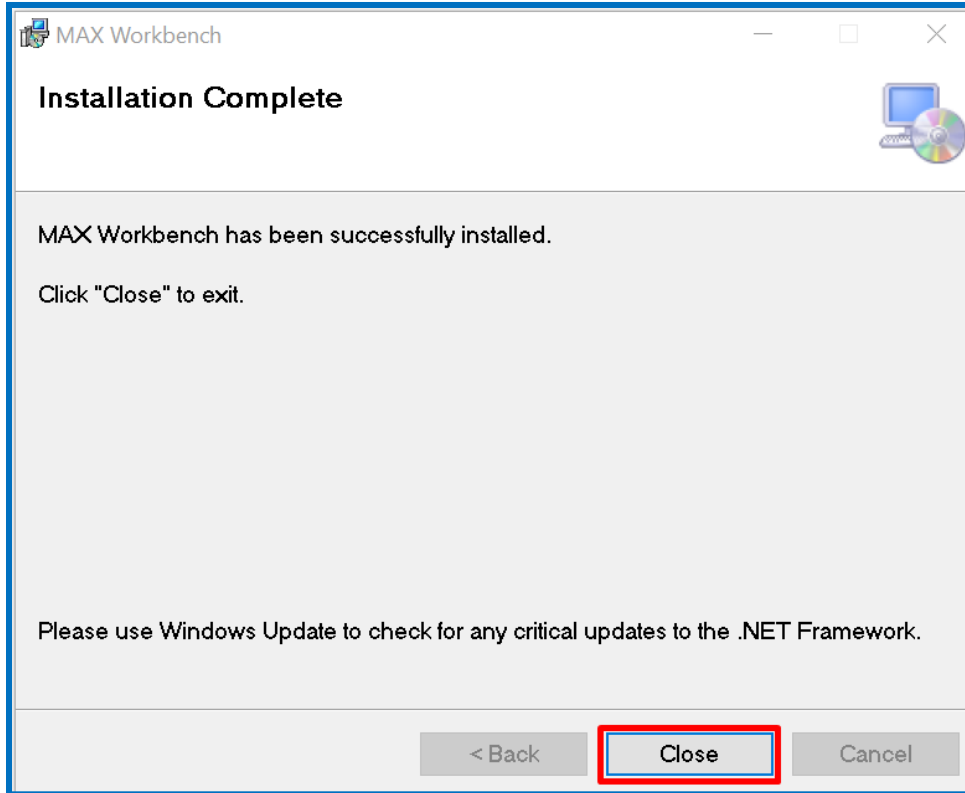 MAX Workbench
Installation Complete
MAX Workbench has been successfully installed.
Click "Close" to exit.
Please use Windows Update to check for any critical updates to the .NET Framework.
< Back
Close
Cancel